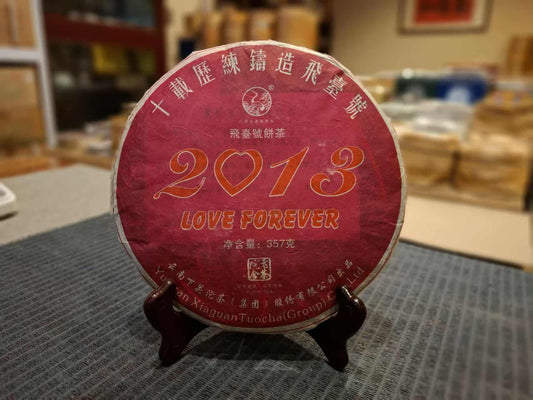 十載歷練鑄造飛臺號
®
飛臺號餅茶
2013
LOVE FOREVER
净含量：357克
云南下关沱茶（集团）股份有限公司出品
Yunnan XiaguanTuocha(Group) Co., Ltd